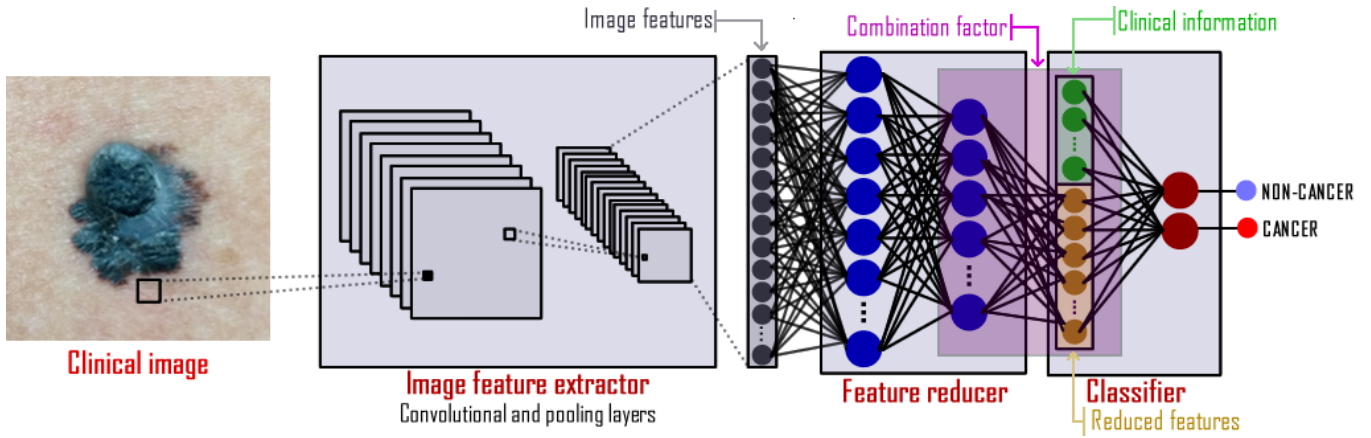 Image features
Combination factor
Clinical information
NON-CANCER
CANCER
Clinical image
Image feature extractor
Convolutional and pooling layers
Feature reducer
Classifier
Reduced features